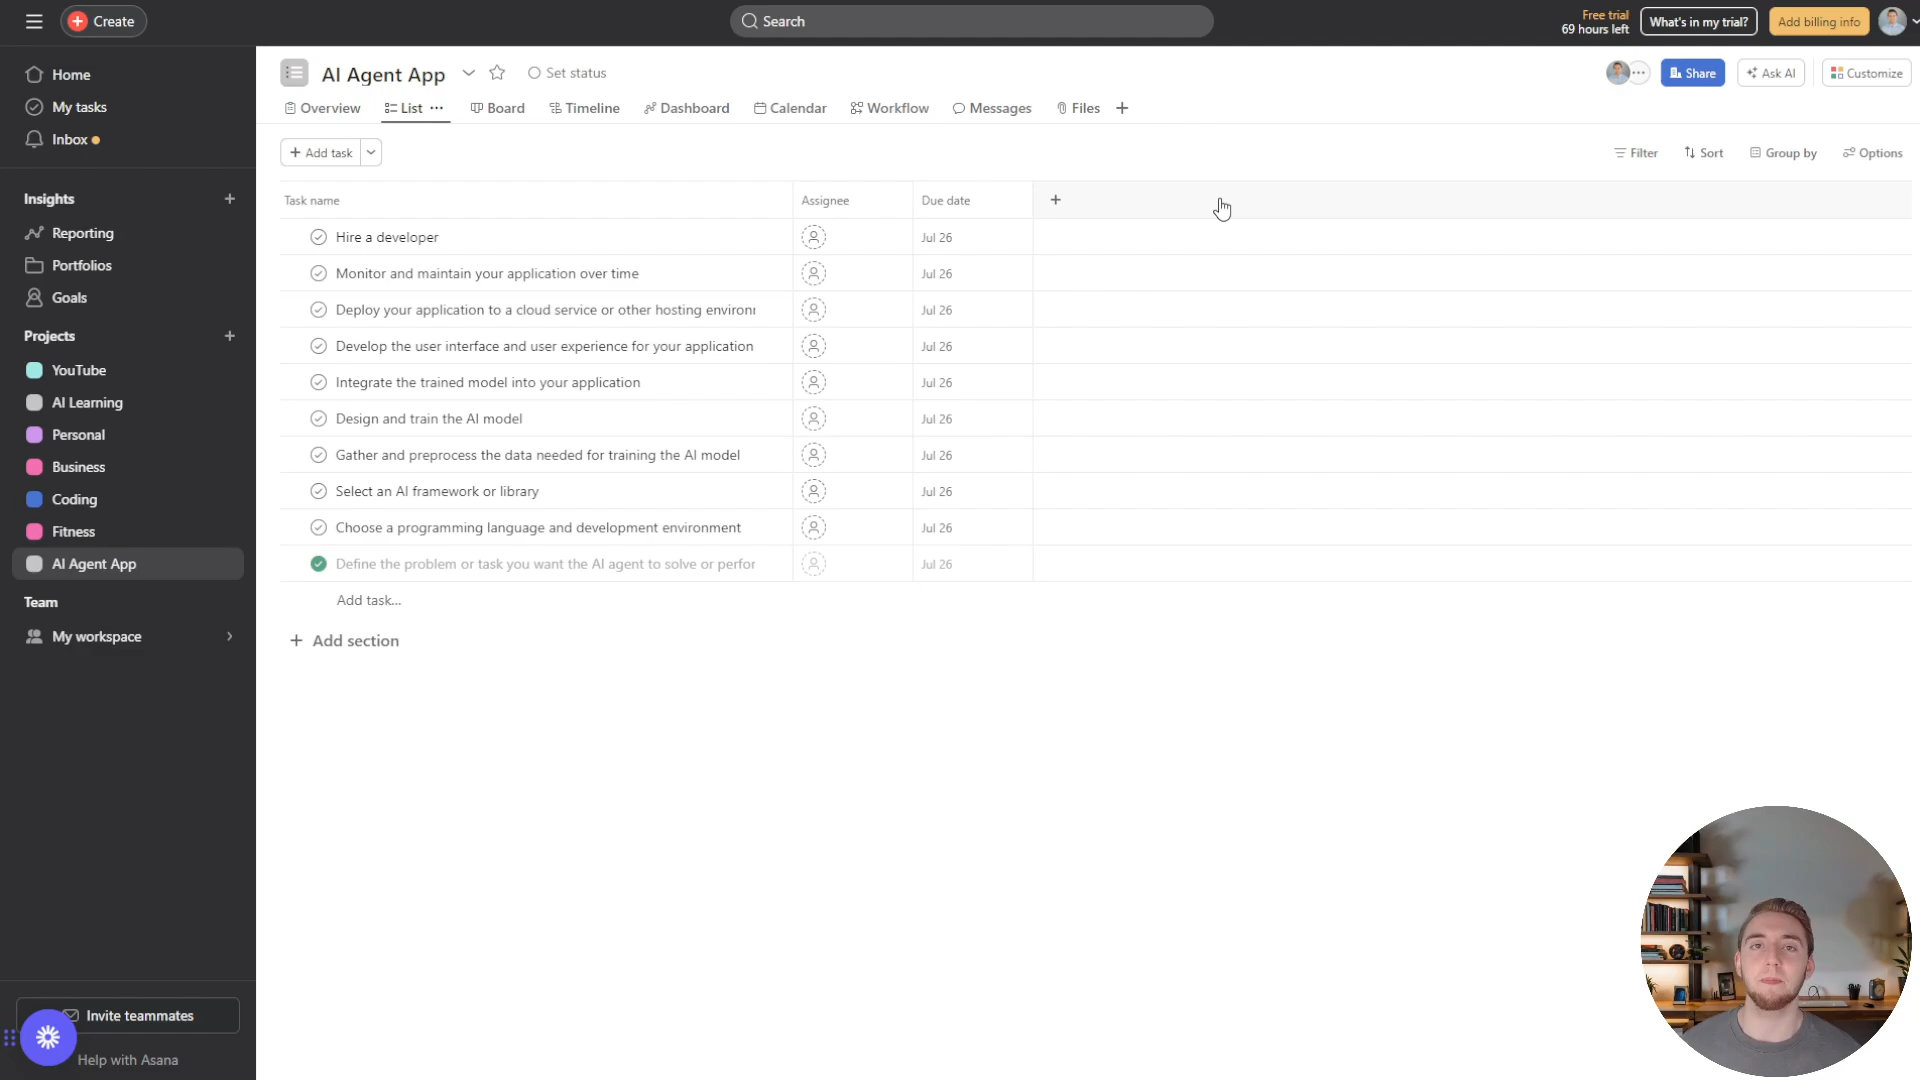 Create
Search
Free trial
69 hours left
What's in my trial?
Add billing info
Home
My tasks
Inbox
Insights
Reporting
Portfolios
Goals
Projects
YouTube
AI Learning
Personal
Business
Coding
Fitness
AI Agent App
Team
My workspace
Invite teammates
Help with Asana
AI Agent App
Set status
Share
Ask AI
Customize
Overview
List
Board
Timeline
Dashboard
Calendar
Workflow
Messages
Files
Add task
Filter
Sort
Group by
Options
Task name Assignee Due date
Hire a developer Jul 26
Monitor and maintain your application over time Jul 26
Deploy your application to a cloud service or other hosting environ Jul 26
Develop the user interface and user experience for your application Jul 26
Integrate the trained model into your application Jul 26
Design and train the AI model Jul 26
Gather and preprocess the data needed for training the AI model Jul 26
Select an AI framework or library Jul 26
Choose a programming language and development environment Jul 26
Define the problem or task you want the AI agent to solve or perfor Jul 26
Add task...
Add section